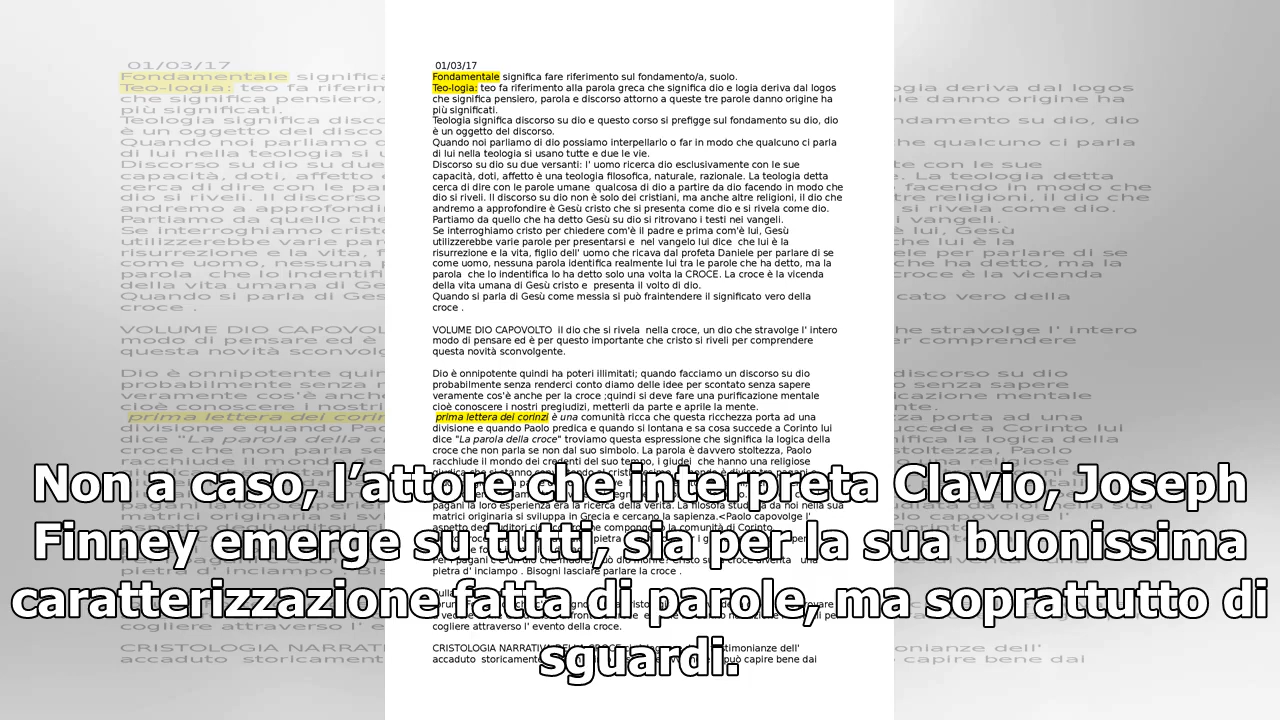 01/03/17
Fondamentale significa fare riferimento sul fondamento/a, suolo.
Teo-logia: teo fa riferimento alla parola greca che significa dio e logia deriva dal logos
che significa pensiero, parola e discorso attorno a queste tre parole danno origine ha
più significati.
Teologia significa discorso su dio e questo corso si prefigge sul fondamento su dio, dio
è un oggetto del discorso.
Quando noi parliamo di dio possiamo interpellarlo o far in modo che qualcuno ci parla
di lui nella teologia si usano tutte e due le vie.
Discorso su dio su due versanti: l' uomo ricerca dio esclusivamente con le sue
capacità, doti, affetto è una teologia filosofica, naturale, razionale. La teologia detta
cerca di dire con le parole umane qualcosa di dio a partire da dio facendo in modo che
dio si riveli. Il discorso su dio non è solo dei cristiani, ma anche altre religioni, il dio che
andremo a approfondire è Gesù cristo che si presenta come dio e si rivela come dio.
Partiamo da quello che ha detto Gesù su dio si ritrovano i testi nei vangeli.
Se interroghiamo cristo per chiedere com'è il padre e prima com'è lui, Gesù
utilizzerebbe varie parole per presentarsi e nel vangelo lui dice che lui è la
risurrezione e la vita, figlio dell' uomo che ricava dal profeta Daniele per parlare di se
come uomo, nessuna parola identifica realmente lui tra le parole che ha detto, ma la
parola che lo indentifica lo ha detto solo una volta la CROCE. La croce è la vicenda
della vita umana di Gesù cristo e presenta il volto di dio.
Quando si parla di Gesù come messia si può fraintendere il significato vero della
croce .
VOLUME DIO CAPOVOLTO il dio che si rivela nella croce, un dio che stravolge l' intero
modo di pensare ed è per questo importante che cristo si riveli per comprendere
questa novità sconvolgente.
Dio è onnipotente quindi ha poteri illimitati; quando facciamo un discorso su dio
probabilmente senza renderci conto diamo delle idee per scontato senza sapere
veramente cos'è anche per la croce ;quindi si deve fare una purificazione mentale
cioè conoscere i nostri pregiudizi, metterli da parte e aprile la mente.
prima lettera dei corinzi è una comunità ricca che questa ricchezza porta ad una
divisione e quando Paolo predica e quando si lontana e sa cosa succede a Corinto lui
dice "La parola della croce" troviamo questa espressione che significa la logica della
croce che non parla se non dal suo simbolo. La parola è davvero stoltezza, Paolo
racchiude il mondo dei credenti del suo tempo, i giudei che hanno una religiose
Non a caso, l’attore che interpreta Clavio, Joseph
matrici originaria si sviluppa in Grecia e cercano la sapienza.<Paolo capovolge l'
Finney emerge su tutti, sia per la sua buonissima
pietra d' inciampo . Bisogni lasciare parlare la croce .
caratterizzazione fatta di parole, ma soprattutto di
cogliere attraverso l' evento della croce.
sguardi.